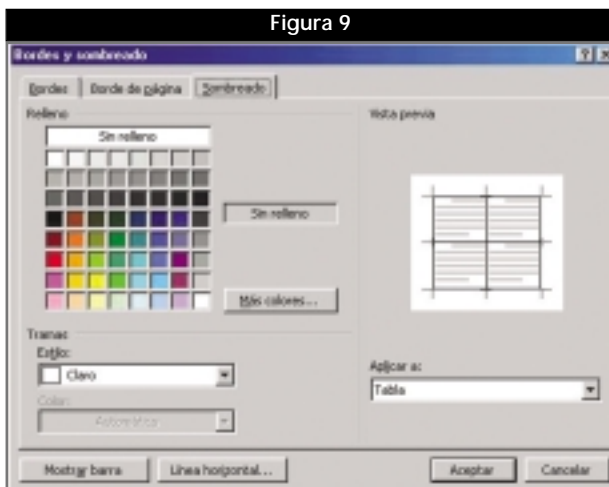 Figura 9
Bordes y sombreado
Bordes
Borde de página
Sombreado
Relleno
Sin relleno
Sin relleno
Más colores...
Tramas
Estilo:
Claro
Color:
Automático
Vista previa
Aplicar a:
Tabla
Mostrar barra
Línea horizontal...
Aceptar
Cancelar